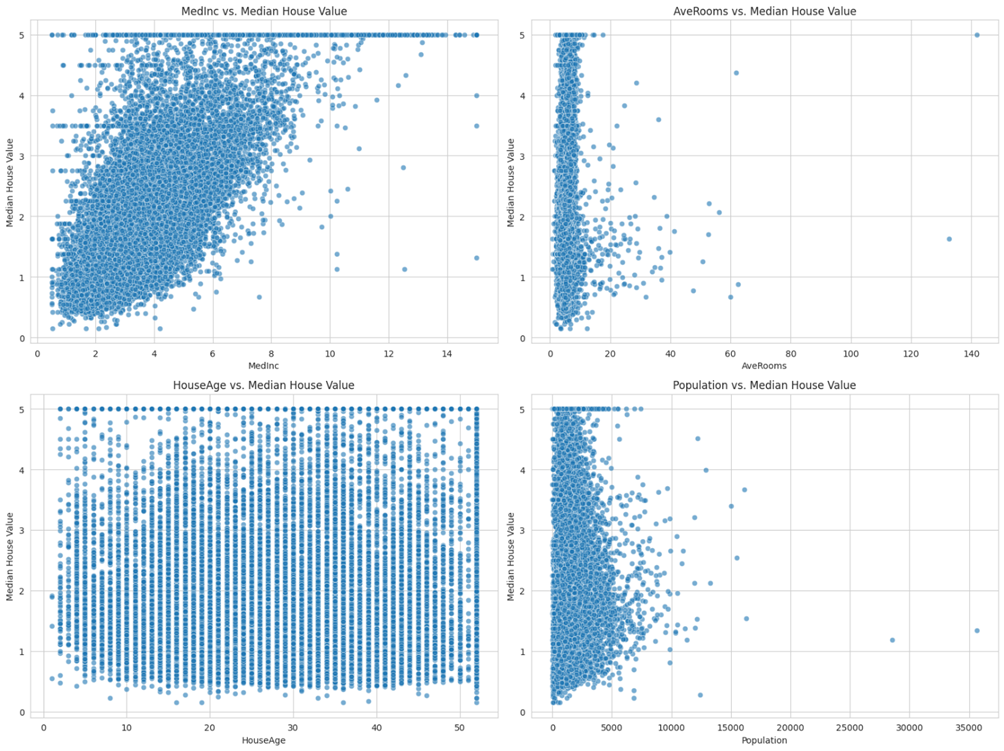 MedInc vs. Median House Value
5
4
3
2
1
0
Median House Value
0 2 4 6 8 10 12 14
MedInc
AveRooms vs. Median House Value
5
4
3
2
1
0
Median House Value
0 20 40 60 80 100 120 140
AveRooms
HouseAge vs. Median House Value
5
4
3
2
1
0
Median House Value
0 10 20 30 40 50
HouseAge
Population vs. Median House Value
5
4
3
2
1
0
Median House Value
0 5000 10000 15000 20000 25000 30000 35000
Population